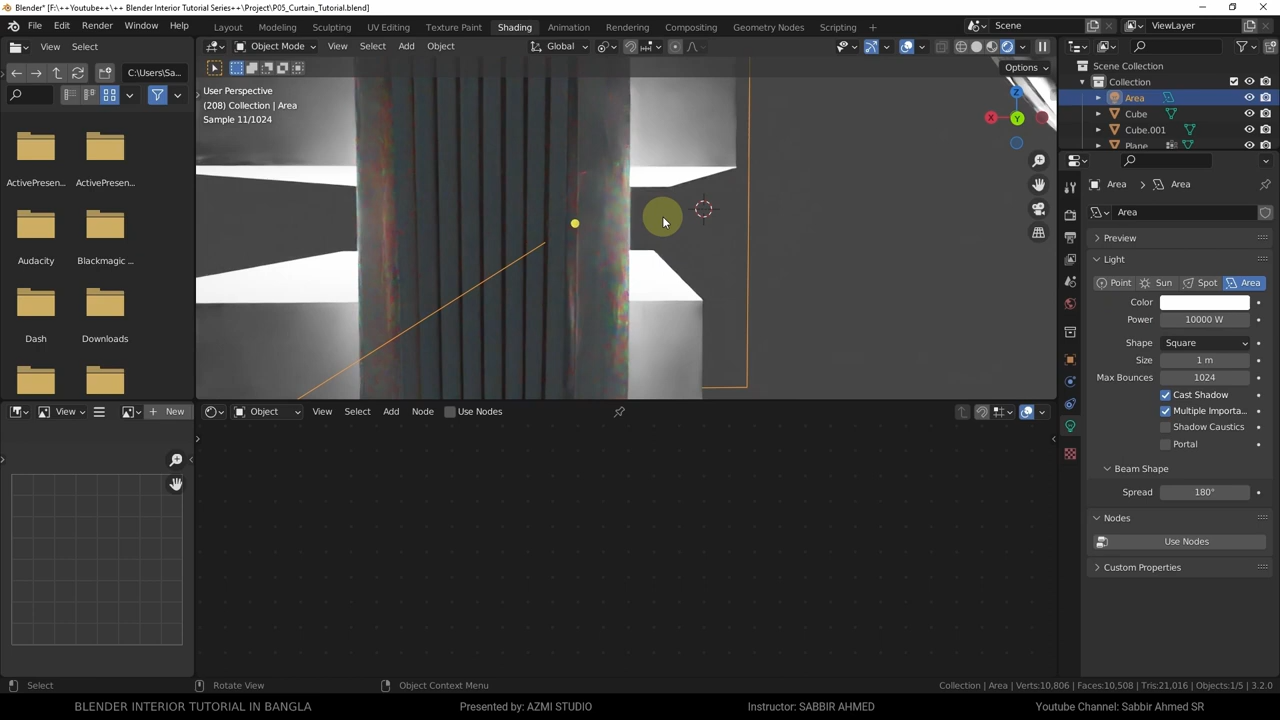 Blender* [F:\++Youtube++\++ Blender Interior Tutorial Series++\Project\P05_Curtain_Tutorial.blend]
File Edit Render Window Help
Layout Modeling Sculpting UV Editing Texture Paint Shading Animation Rendering Compositing Geometry Nodes Scripting
Scene ViewLayer
View Select
Object Mode View Select Add Object Global
C:\Users\Sa...
Options
User Perspective
(208) Collection | Area
Sample 11/1024
X Y Z
ActivePresen... ActivePresen...
Audacity Blackmagic ...
Dash Downloads
Scene Collection
Collection
Area
Cube
Cube.001
Plane
Area Area
Area
Preview
Light
Point Sun Spot Area
Color
Power 10000 W
Shape Square
Size 1 m
Max Bounces 1024
Cast Shadow
Multiple Importa...
Shadow Caustics
Portal
Beam Shape
Spread 180°
Nodes
Use Nodes
Custom Properties
View New
Object View Select Add Node Use Nodes
Select Rotate View Object Context Menu
Collection | Area | Verts:10,806 | Faces:10,508 | Tris:21,016 | Objects:1/5 | 3.2.0
BLENDER INTERIOR TUTORIAL IN BANGLA Presented by: AZMI STUDIO Instructor: SABBIR AHMED Youtube Channel: Sabbir Ahmed SR